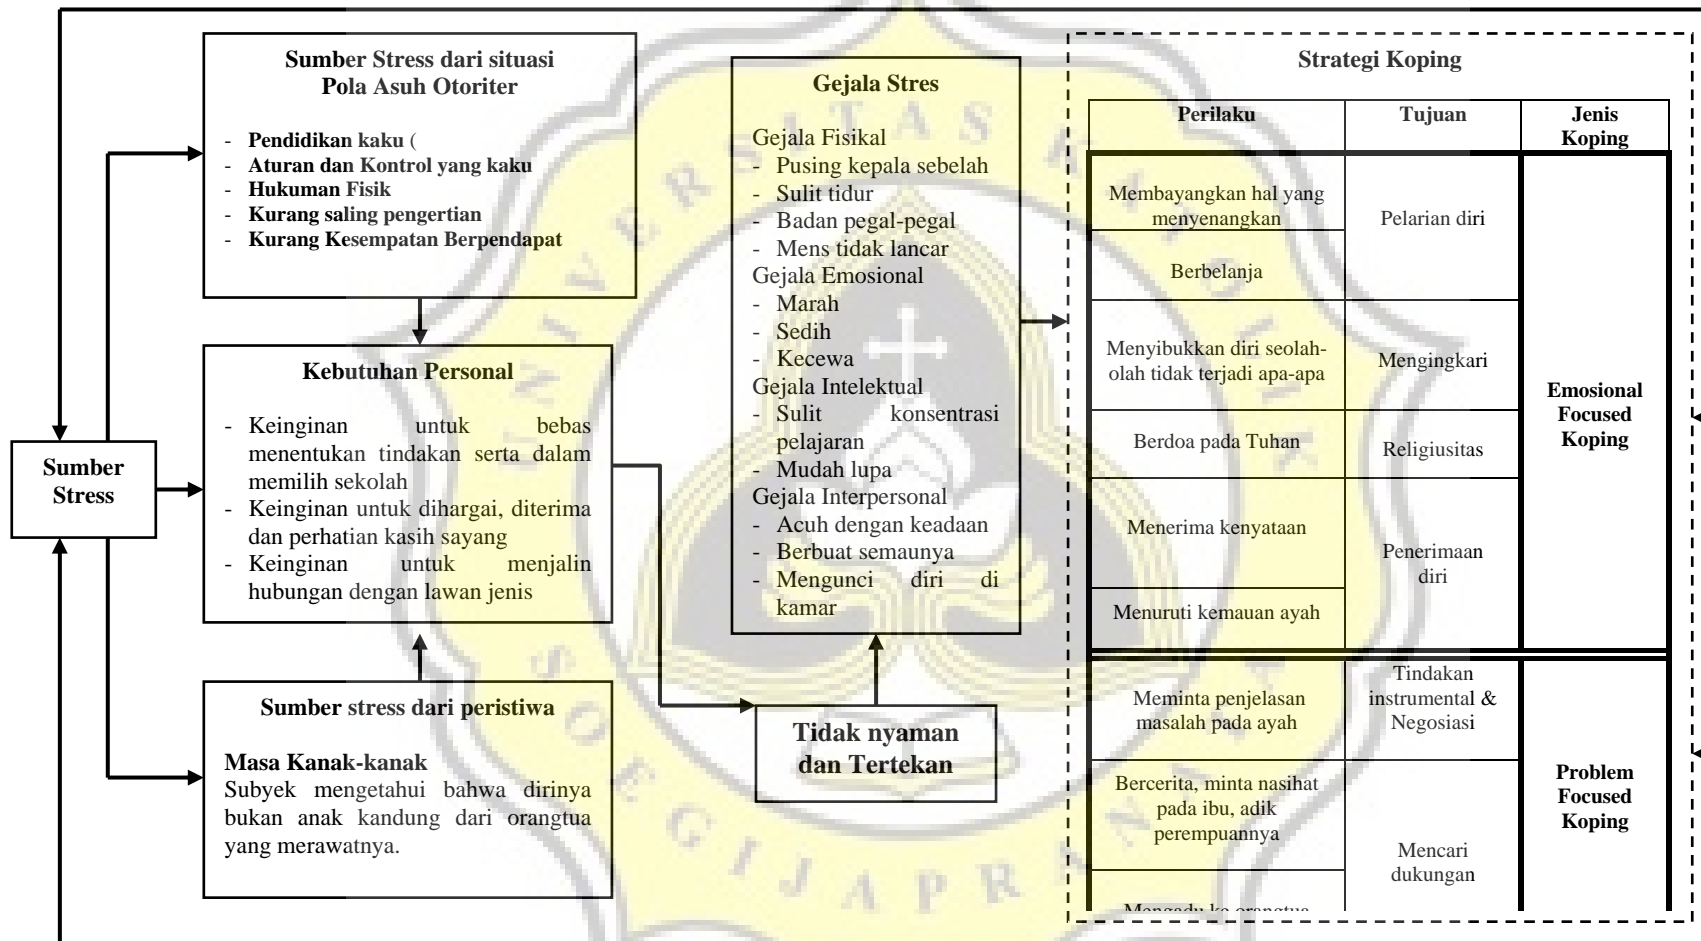 Sumber
Stress
Sumber Stress dari situasi
Pola Asuh Otoriter
- Pendidikan kaku (
- Aturan dan Kontrol yang kaku
- Hukuman Fisik
- Kurang saling pengertian
- Kurang Kesempatan Berpendapat
Kebutuhan Personal
- Keinginan untuk bebas
menentukan tindakan serta dalam
memilih sekolah
- Keinginan untuk dihargai, diterima
dan perhatian kasih sayang
- Keinginan untuk menjalin
hubungan dengan lawan jenis
Sumber stress dari peristiwa
Masa Kanak-kanak
Subyek mengetahui bahwa dirinya
bukan anak kandung dari orangtua
yang merawatnya.
Tidak nyaman
dan Tertekan
Gejala Stres
Gejala Fisikal
- Pusing kepala sebelah
- Sulit tidur
- Badan pegal-pegal
- Mens tidak lancar
Gejala Emosional
- Marah
- Sedih
- Kecewa
Gejala Intelektual
- Sulit konsentrasi
pelajaran
- Mudah lupa
Gejala Interpersonal
- Acuh dengan keadaan
- Berbuat semaunya
- Mengunci diri di
kamar
Strategi Koping
Perilaku
Tujuan
Jenis
Koping
Membayangkan hal yang
menyenangkan
Pelarian diri
Berbelanja
Menyibukkan diri seolah-
olah tidak terjadi apa-apa
Mengingkari
Berdoa pada Tuhan
Religiusitas
Menerima kenyataan
Penerimaan
diri
Menuruti kemauan ayah
Emosional
Focused
Koping
Meminta penjelasan
masalah pada ayah
Tindakan
instrumental &
Negosiasi
Bercerita, minta nasihat
pada ibu, adik
perempuannya
Mencari
dukungan
Mengadu ke orangtua
Problem
Focused
Koping
UNIVERSITAS KATOLIK
SOEGIJAPRANATA